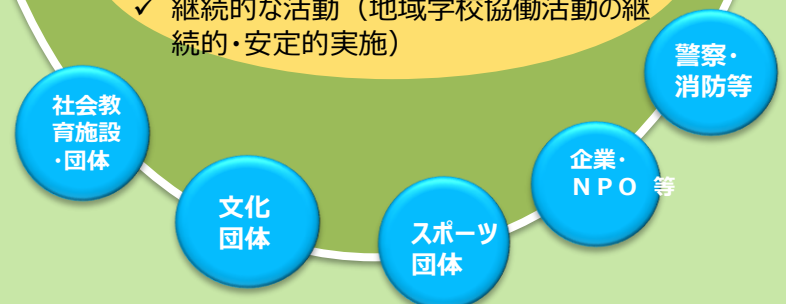 ✓ 継続的な活動（地域学校協働活動の継
続的・安定的実施）
警察・
消防等
社会教
育施設
・団体
企業・
ＮＰＯ 等
文化
団体
スポーツ
団体